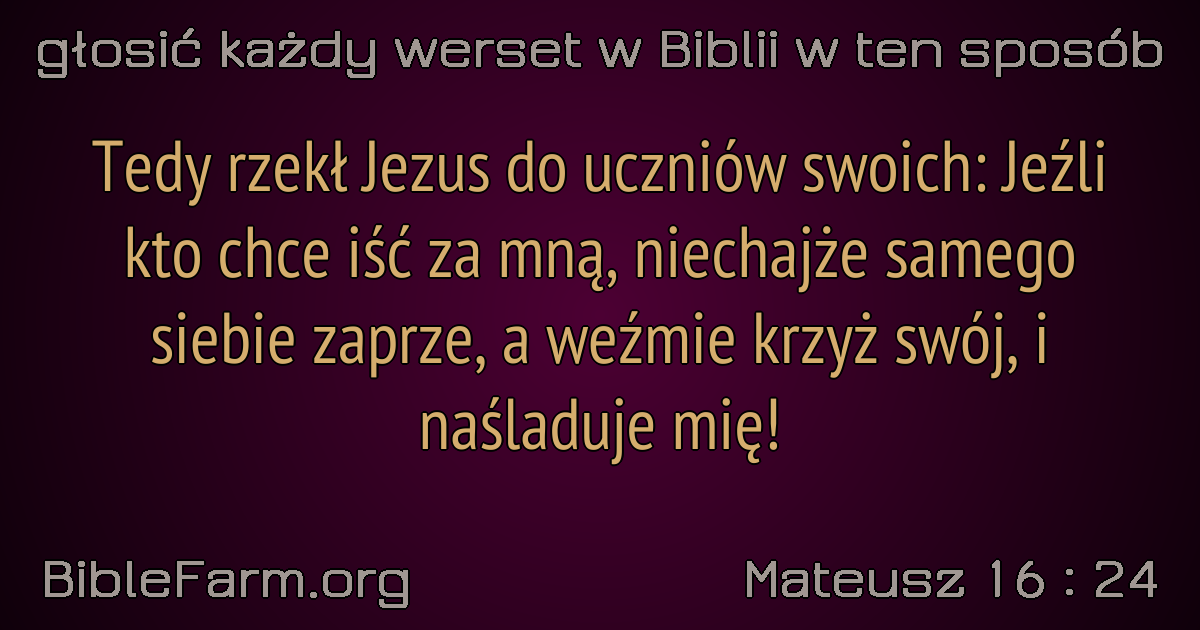 głosić każdy werset w Biblii w ten sposób
Tedy rzekł Jezus do uczniów swoich: Jeźli
kto chce iść za mną, niechajże samego
siebie zaprze, a weźmie krzyż swój, i
naśladuje mię!
BibleFarm.org
Mateusz 16 : 24